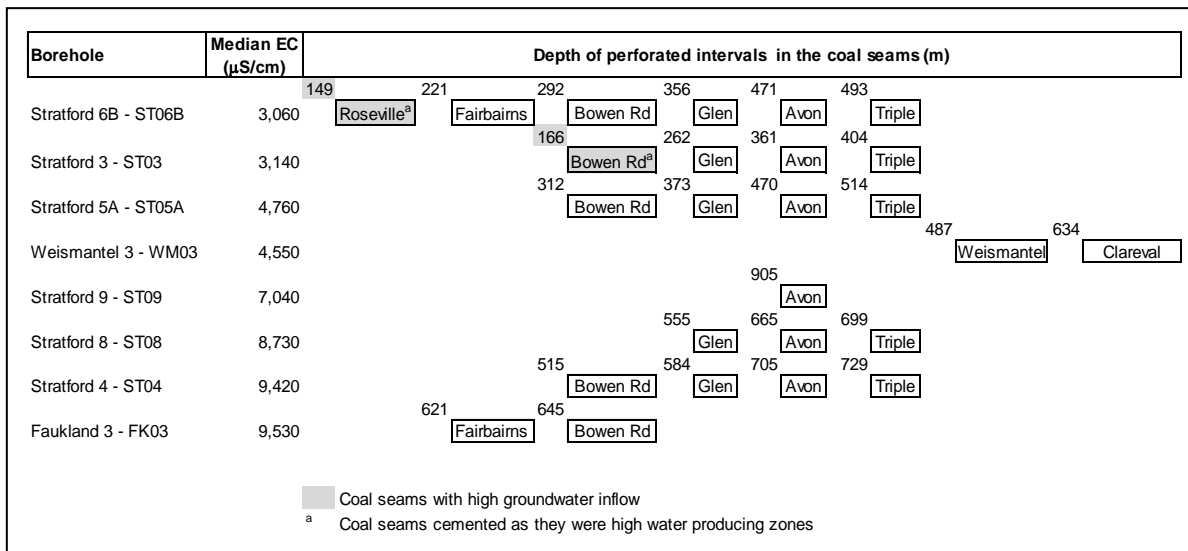 Borehole Median EC (µS/cm) Depth of perforated intervals in the coal seams (m)
149 221 292 356 471 493
Stratford 6B - ST06B 3,060 Roseville a Fairbairns Bowen Rd Glen Avon Triple
166 262 361 404
Stratford 3 - ST03 3,140 Bowen Rd a Glen Avon Triple
312 373 470 514
Stratford 5A - ST05A 4,760 Bowen Rd Glen Avon Triple
487 634
Weismantel 3 - WM03 4,550 Weismantel Clareval
905
Stratford 9 - ST09 7,040 Avon
555 665 699
Stratford 8 - ST08 8,730 Glen Avon Triple
515 584 705 729
Stratford 4 - ST04 9,420 Bowen Rd Glen Avon Triple
621 645
Faukland 3 - FK03 9,530 Fairbairns Bowen Rd
Coal seams with high groundwater inflow
a Coal seams cemented as they were high water producing zones